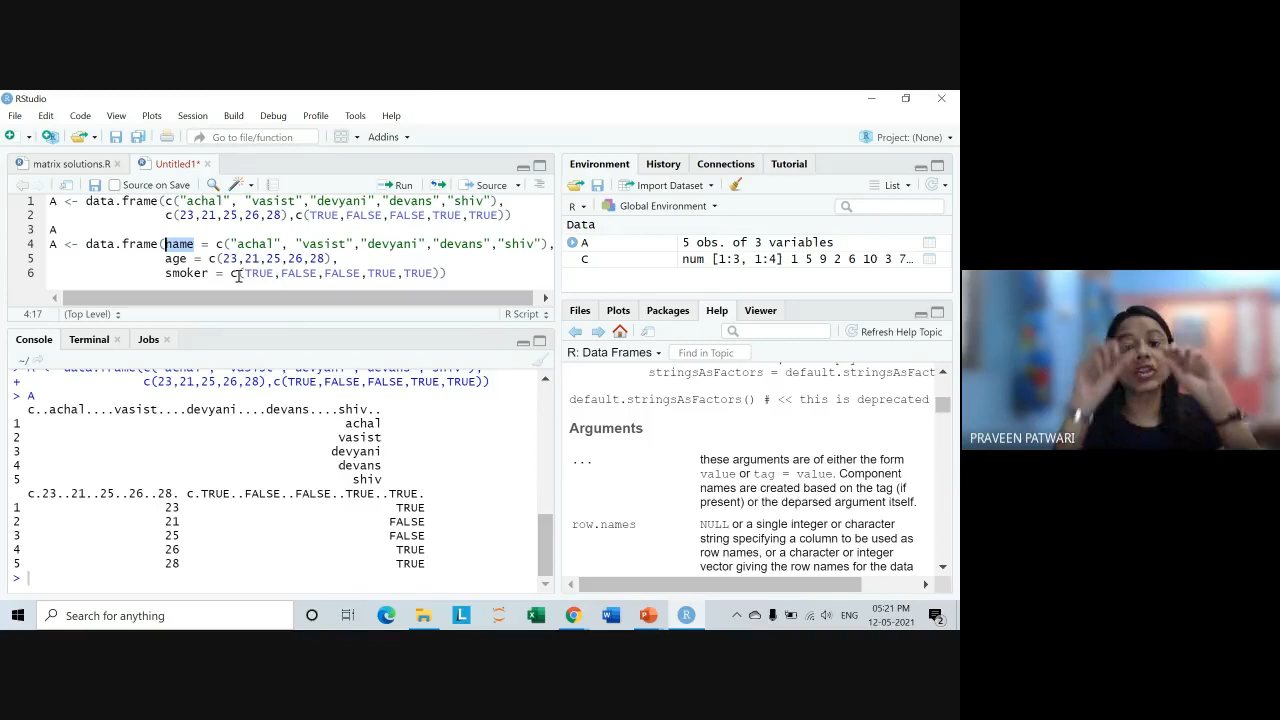 RStudio
File Edit Code View Plots Session Build Debug Profile Tools Help
Go to file/function Addins Project: (None)
matrix solutions.R Untitled1*
Source on Save Run Source
1 A <- data.frame(c("achal", "vasist","devyani","devans","shiv"),
2 c(23,21,25,26,28),c(TRUE,FALSE,FALSE,TRUE,TRUE))
3 A
4 A <- data.frame(name = c("achal", "vasist","devyani","devans","shiv"),
5 age = c(23,21,25,26,28),
6 smoker = c(TRUE,FALSE,FALSE,TRUE,TRUE))
4:17 (Top Level) R Script
Console Terminal Jobs
~/
+ c(23,21,25,26,28),c(TRUE,FALSE,FALSE,TRUE,TRUE))
> A
c..achal....vasist....devyani....devans....shiv..
1 achal
2 vasist
3 devyani
4 devans
5 shiv
c.23..21..25..26..28. c.TRUE..FALSE..FALSE..TRUE..TRUE.
1 23 TRUE
2 21 FALSE
3 25 FALSE
4 26 TRUE
5 28 TRUE
>
Environment History Connections Tutorial
Import Dataset List
R Global Environment
Data
A 5 obs. of 3 variables
C num [1:3, 1:4] 1 5 9 2 6 10 3 7…
Files Plots Packages Help Viewer
Refresh Help Topic
R: Data Frames Find in Topic
stringsAsFactors = default.stringsAsFact
default.stringsAsFactors() # << this is deprecated
Arguments
... these arguments are of either the form
value or tag = value. Component
names are created based on the tag (if
present) or the deparsed argument itself.
row.names NULL or a single integer or character
string specifying a column to be used as
row names, or a character or integer
vector giving the row names for the data
PRAVEEN PATWARI
Search for anything ENG 05:21 PM
12-05-2021 2